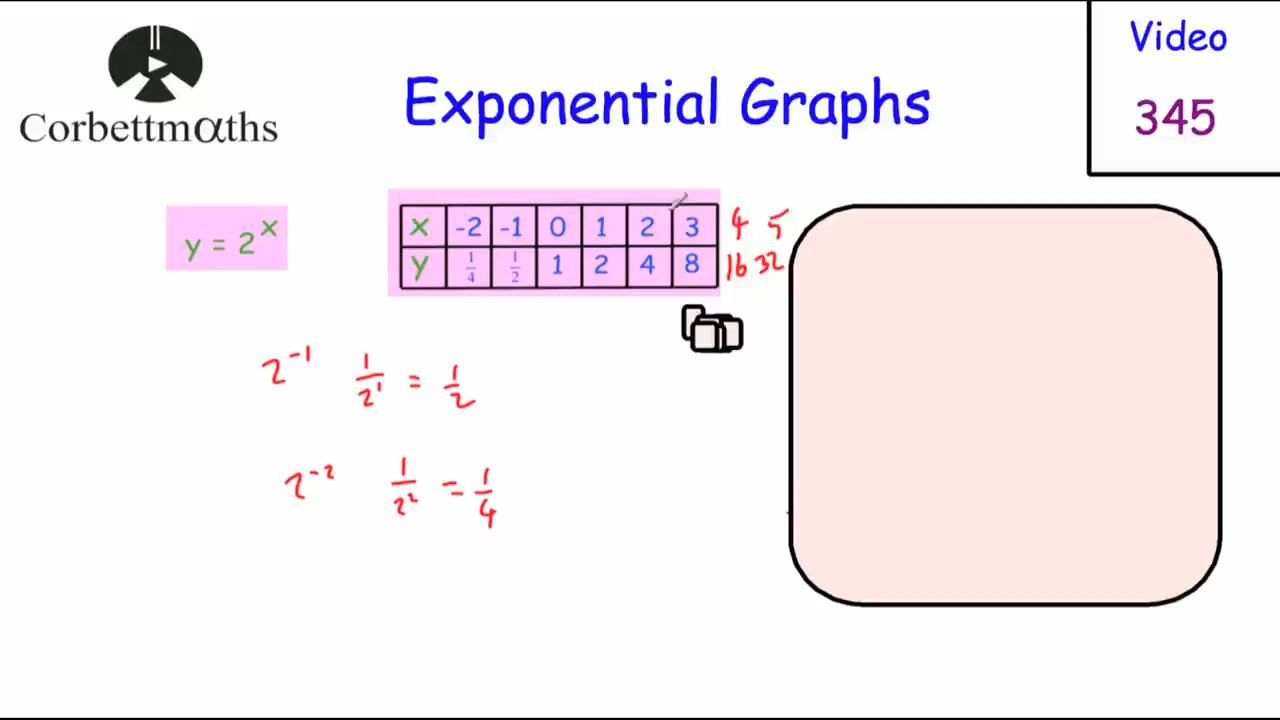 Corbettmαths
Exponential Graphs
Video
345
y = 2^x
x -2 -1 0 1 2 3 4 5
y 1/4 1/2 1 2 4 8 16 32
2^-1 1/2^1 = 1/2
2^-2 1/2^2 = 1/4